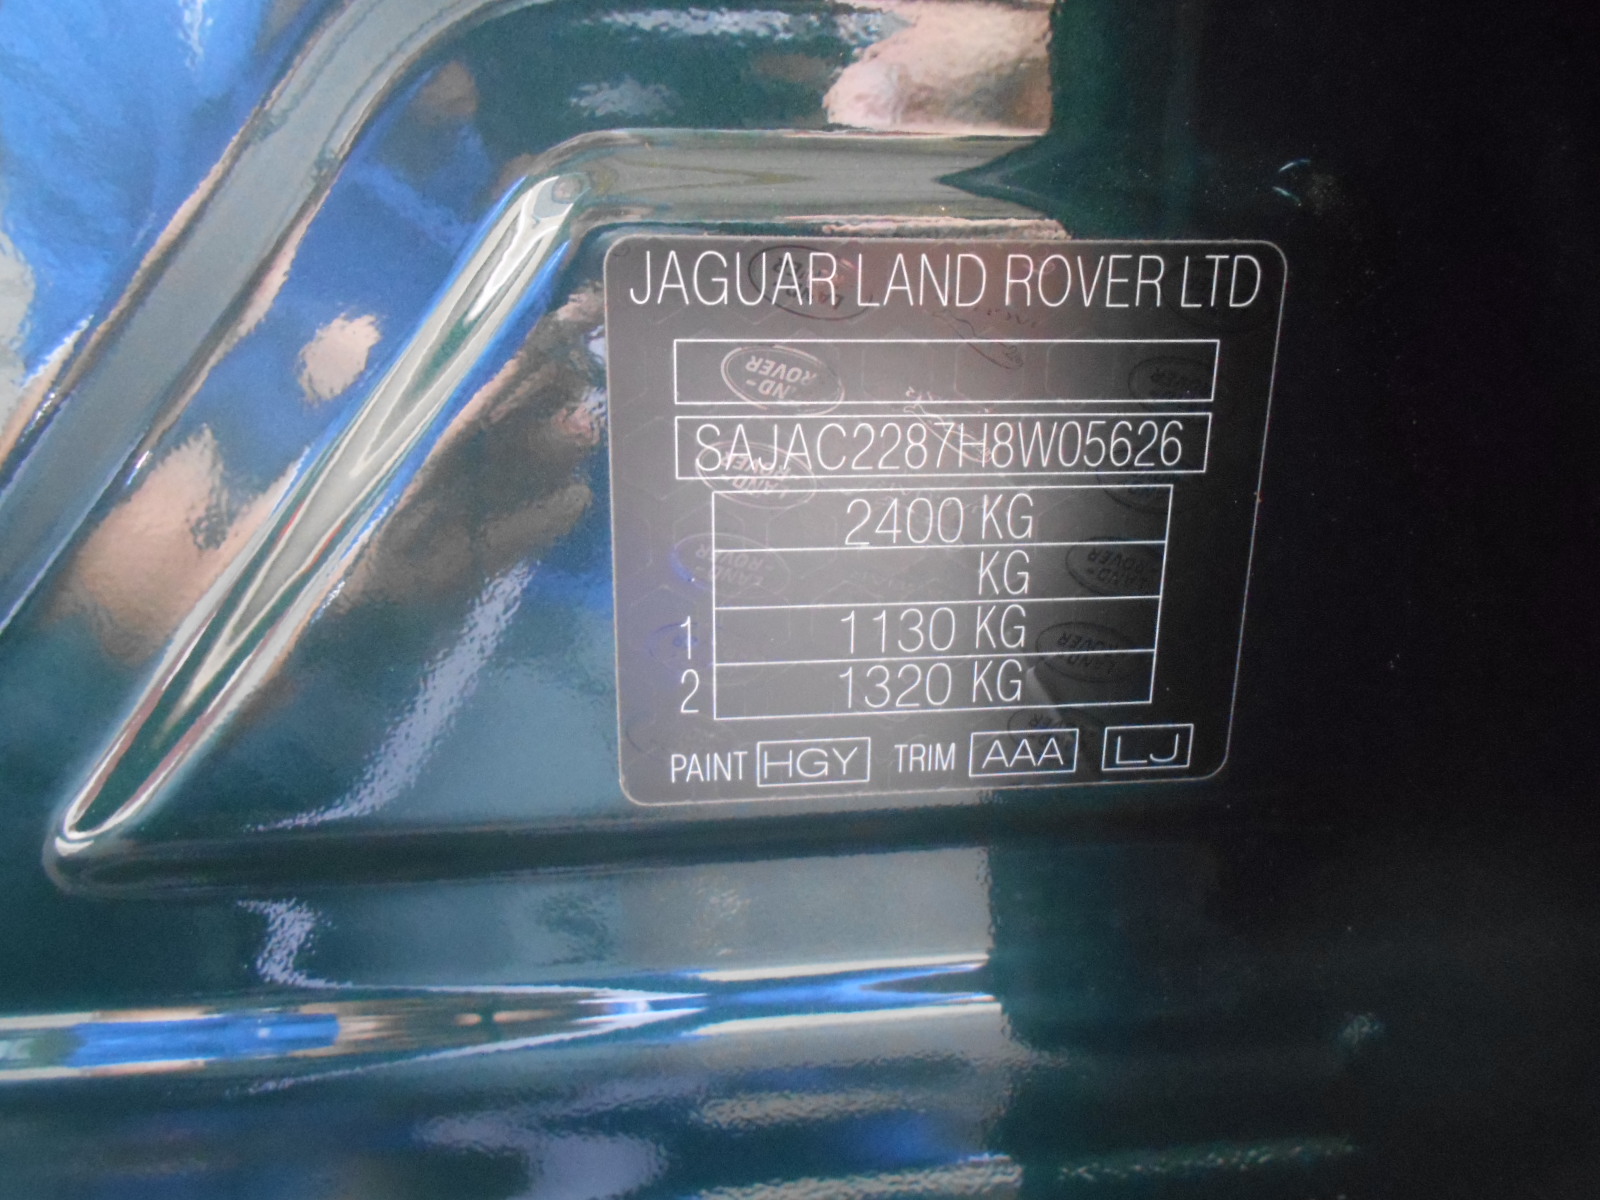 JAGUAR LAND ROVER LTD
SAJAC2287H8W05626
2400 KG
KG
1 1130 KG
2 1320 KG
PAINT HGY TRIM AAA LJ